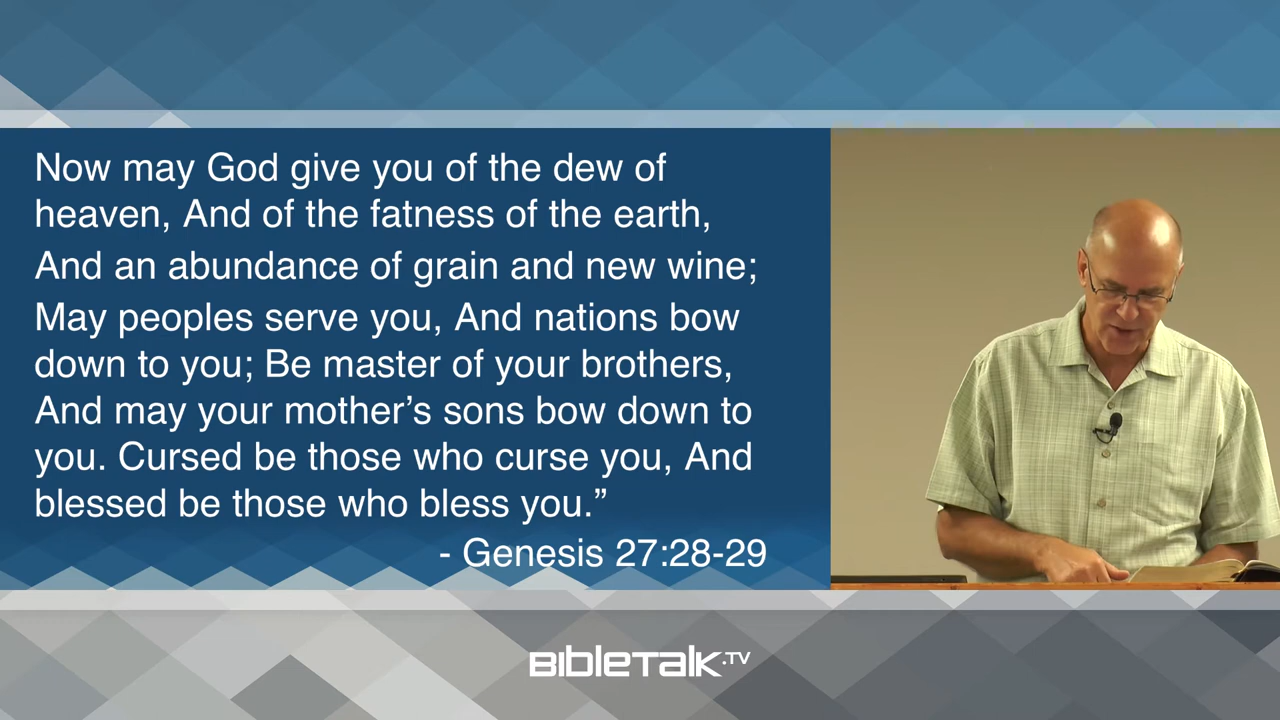 Now may God give you of the dew of
heaven, And of the fatness of the earth,
And an abundance of grain and new wine;
May peoples serve you, And nations bow
down to you; Be master of your brothers,
And may your mother’s sons bow down to
you. Cursed be those who curse you, And
blessed be those who bless you.”
- Genesis 27:28-29
BIBLETALK.TV